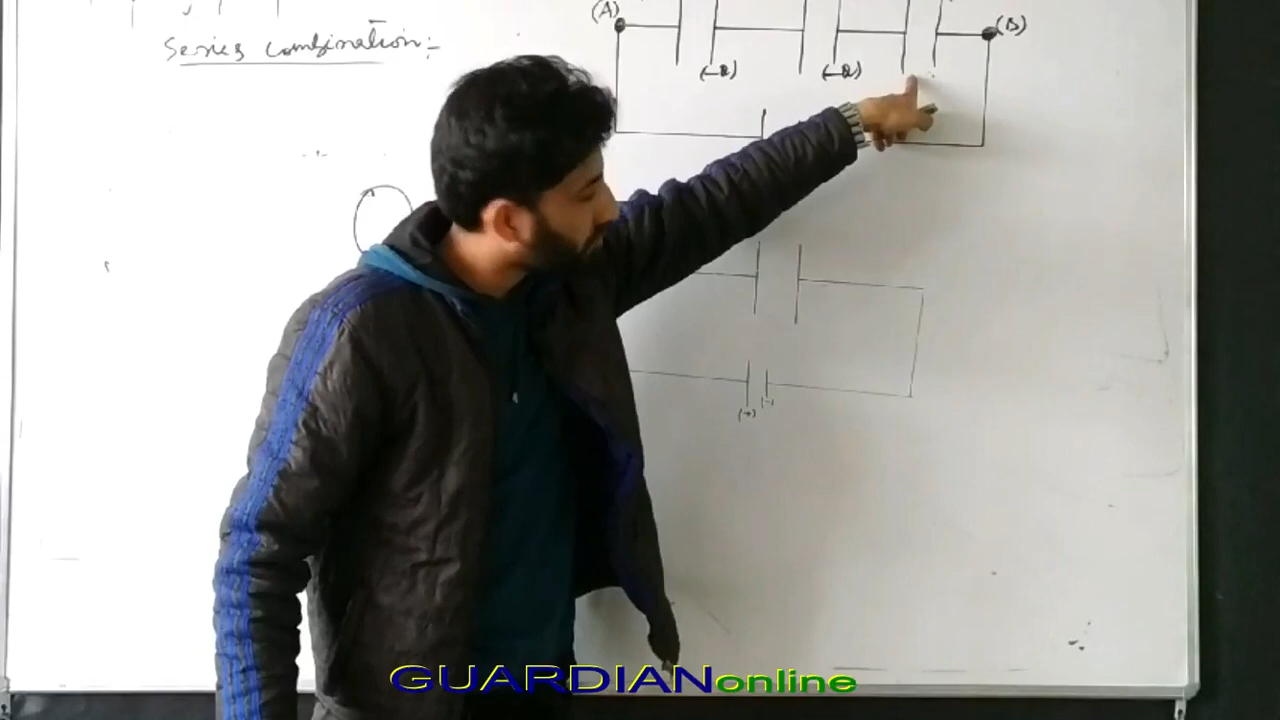 (A)
(B)
Series combination:-
(-Q) (-Q)
(+) (-)
GUARDIANonline